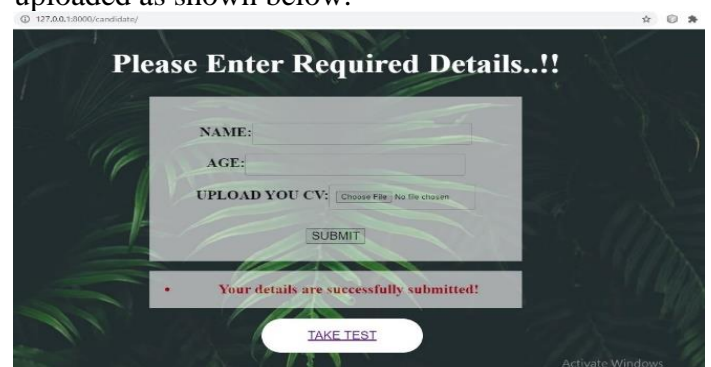 uploaded as shown below.
127.0.0.1:8000/candidate/
Please Enter Required Details..!!
NAME:
AGE:
UPLOAD YOU CV: Choose File No file chosen
SUBMIT
• Your details are successfully submitted!
TAKE TEST
Activate Windows